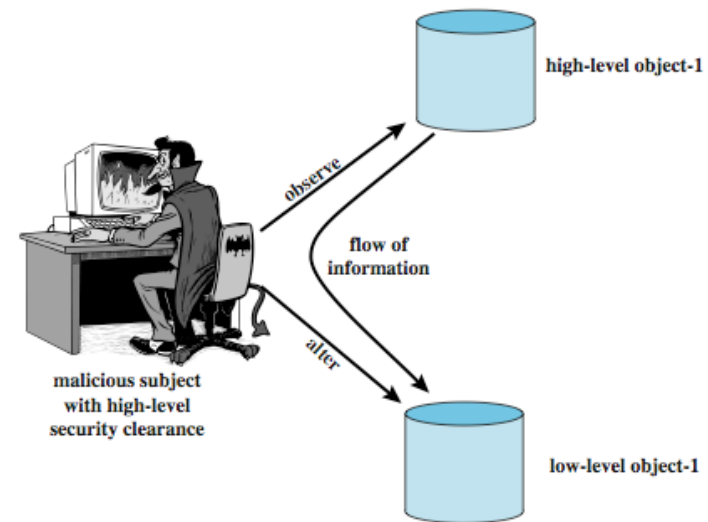 high-level object-1
observe
flow of
information
alter
malicious subject
with high-level
security clearance
low-level object-1